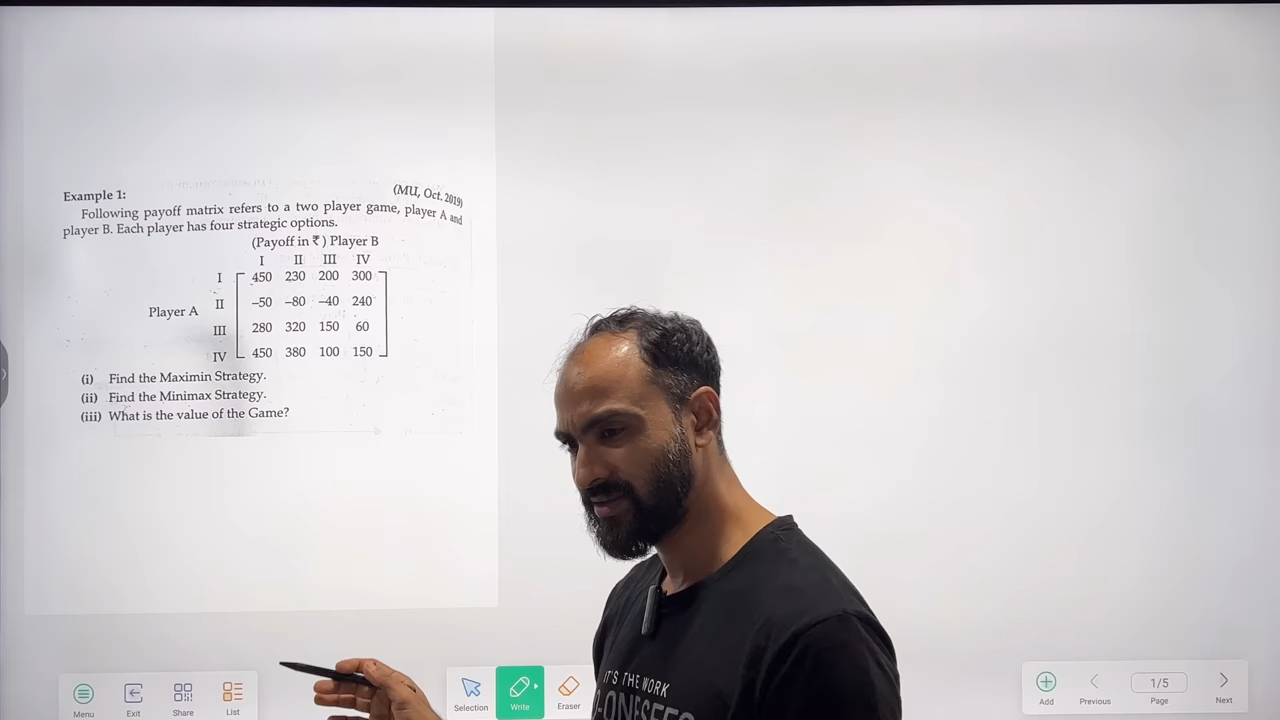 Example 1:
(MU, Oct. 2019)
Following payoff matrix refers to a two player game, player A and
player B. Each player has four strategic options.
(Payoff in ₹) Player B
I II III IV
I 450 230 200 300
II –50 –80 –40 240
Player A
III 280 320 150 60
IV 450 380 100 150
(i) Find the Maximin Strategy.
(ii) Find the Minimax Strategy.
(iii) What is the value of the Game?
IT'S THE WORK
Menu Exit Share List
Selection Write Eraser
1/5
Add Previous Page Next